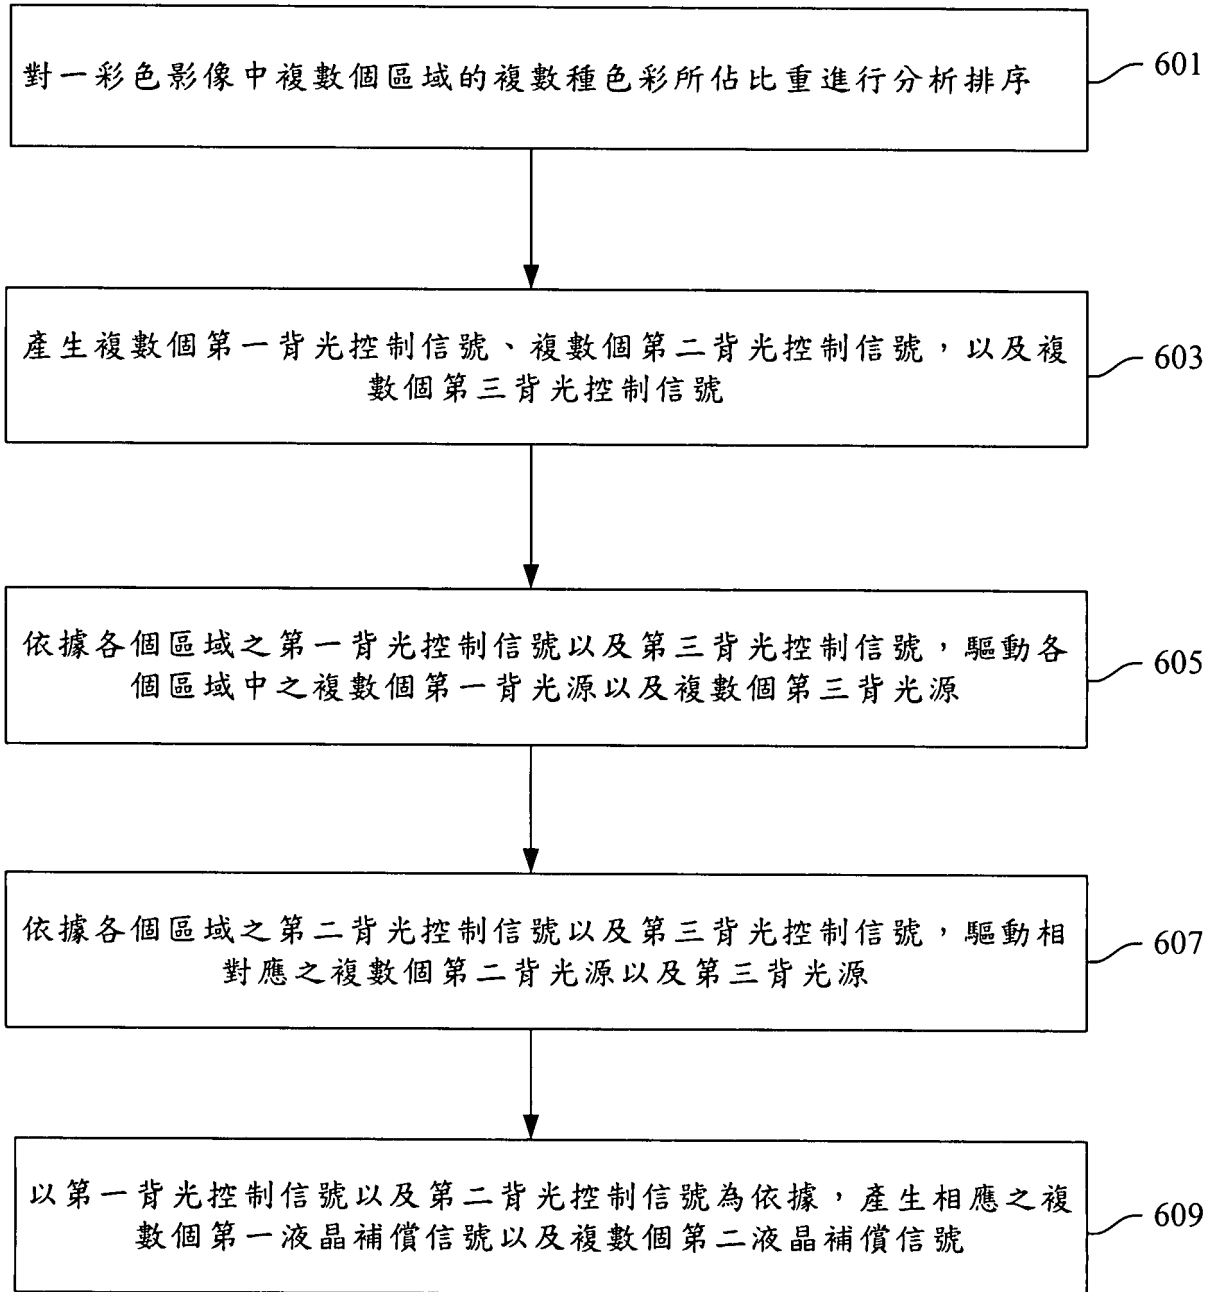 對一彩色影像中複數個區域的複數種色彩所佔比重進行分析排序
601
產生複數個第一背光控制信號、複數個第二背光控制信號，以及複
數個第三背光控制信號
603
依據各個區域之第一背光控制信號以及第三背光控制信號，驅動各
個區域中之複數個第一背光源以及複數個第三背光源
605
依據各個區域之第二背光控制信號以及第三背光控制信號，驅動相
對應之複數個第二背光源以及第三背光源
607
以第一背光控制信號以及第二背光控制信號為依據，產生相應之複
數個第一液晶補償信號以及複數個第二液晶補償信號
609